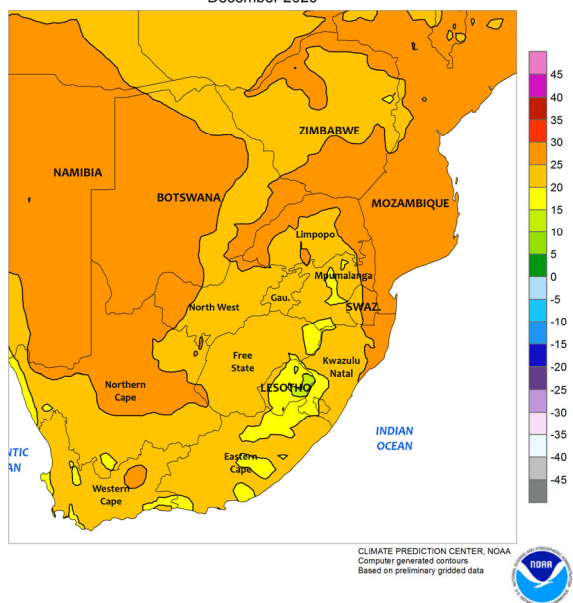 45
40
35
30
25
20
15
10
5
0
-5
-10
-15
-20
-25
-30
-35
-40
-45
ZIMBABWE
NAMIBIA
BOTSWANA
MOZAMBIQUE
Limpopo
Mpumalanga
North West
Gau.
SWAZ.
Free
State
Kwazulu
Natal
Northern
Cape
LESOTHO
INDIAN
OCEAN
NTIC
AN
Eastern
Cape
Western
Cape
CLIMATE PREDICTION CENTER, NOAA
Computer generated contours
Based on preliminary gridded data
NOAA